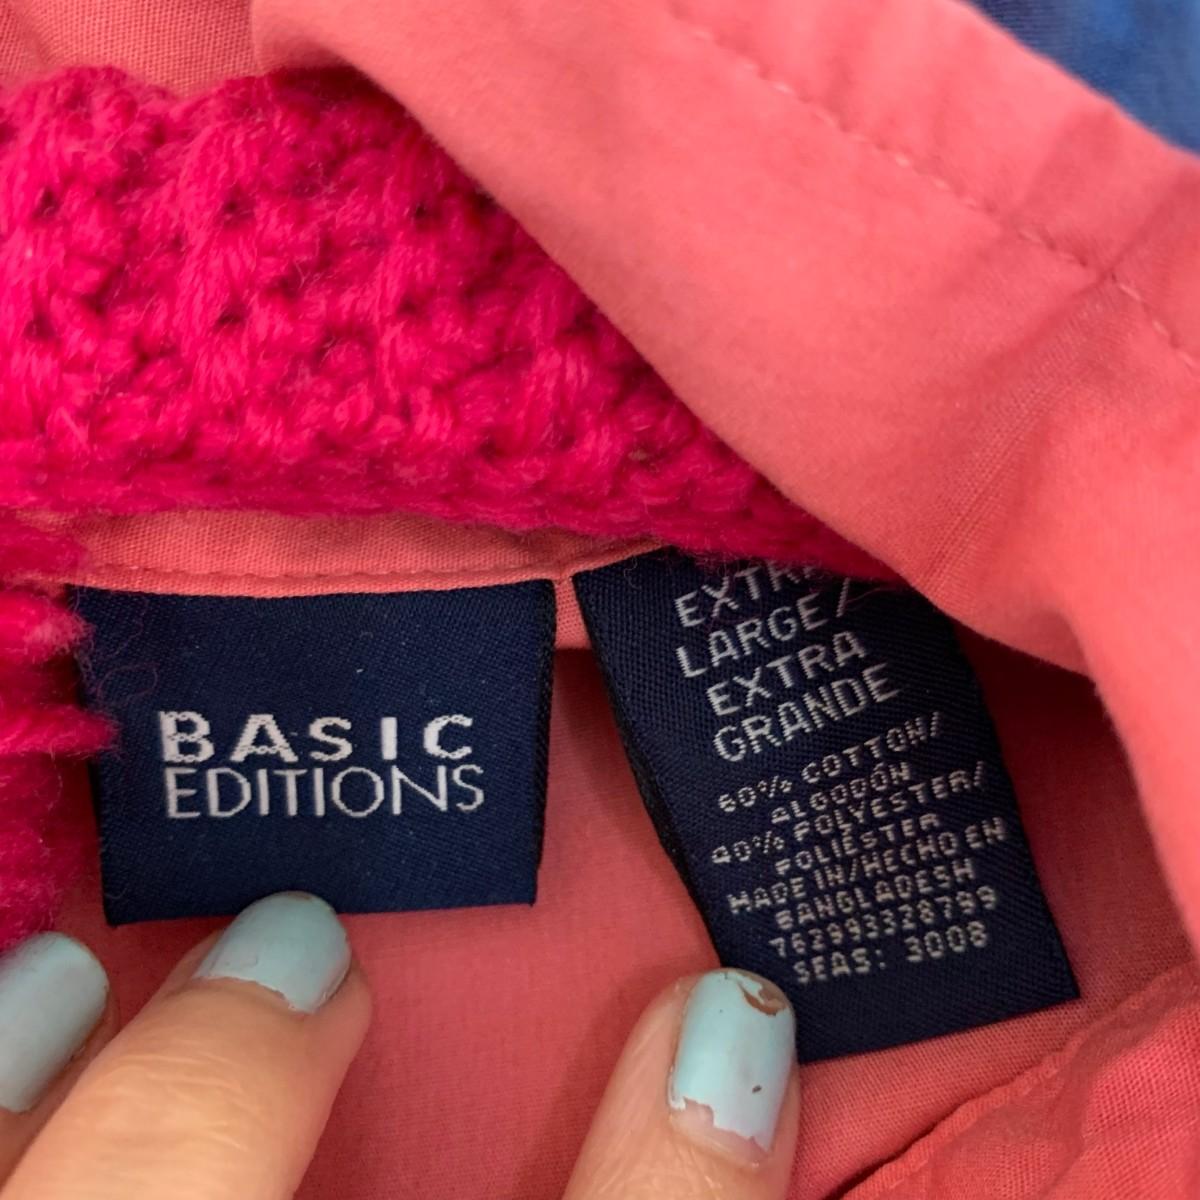 BASIC
EDITIONS
EXTRA
LARGE/
EXTRA
GRANDE
60% COTTON/
ALGODÓN
40% POLYESTER/
POLIÉSTER
MADE IN/HECHO EN
BANGLADESH
762993328799
SEAS: 3008